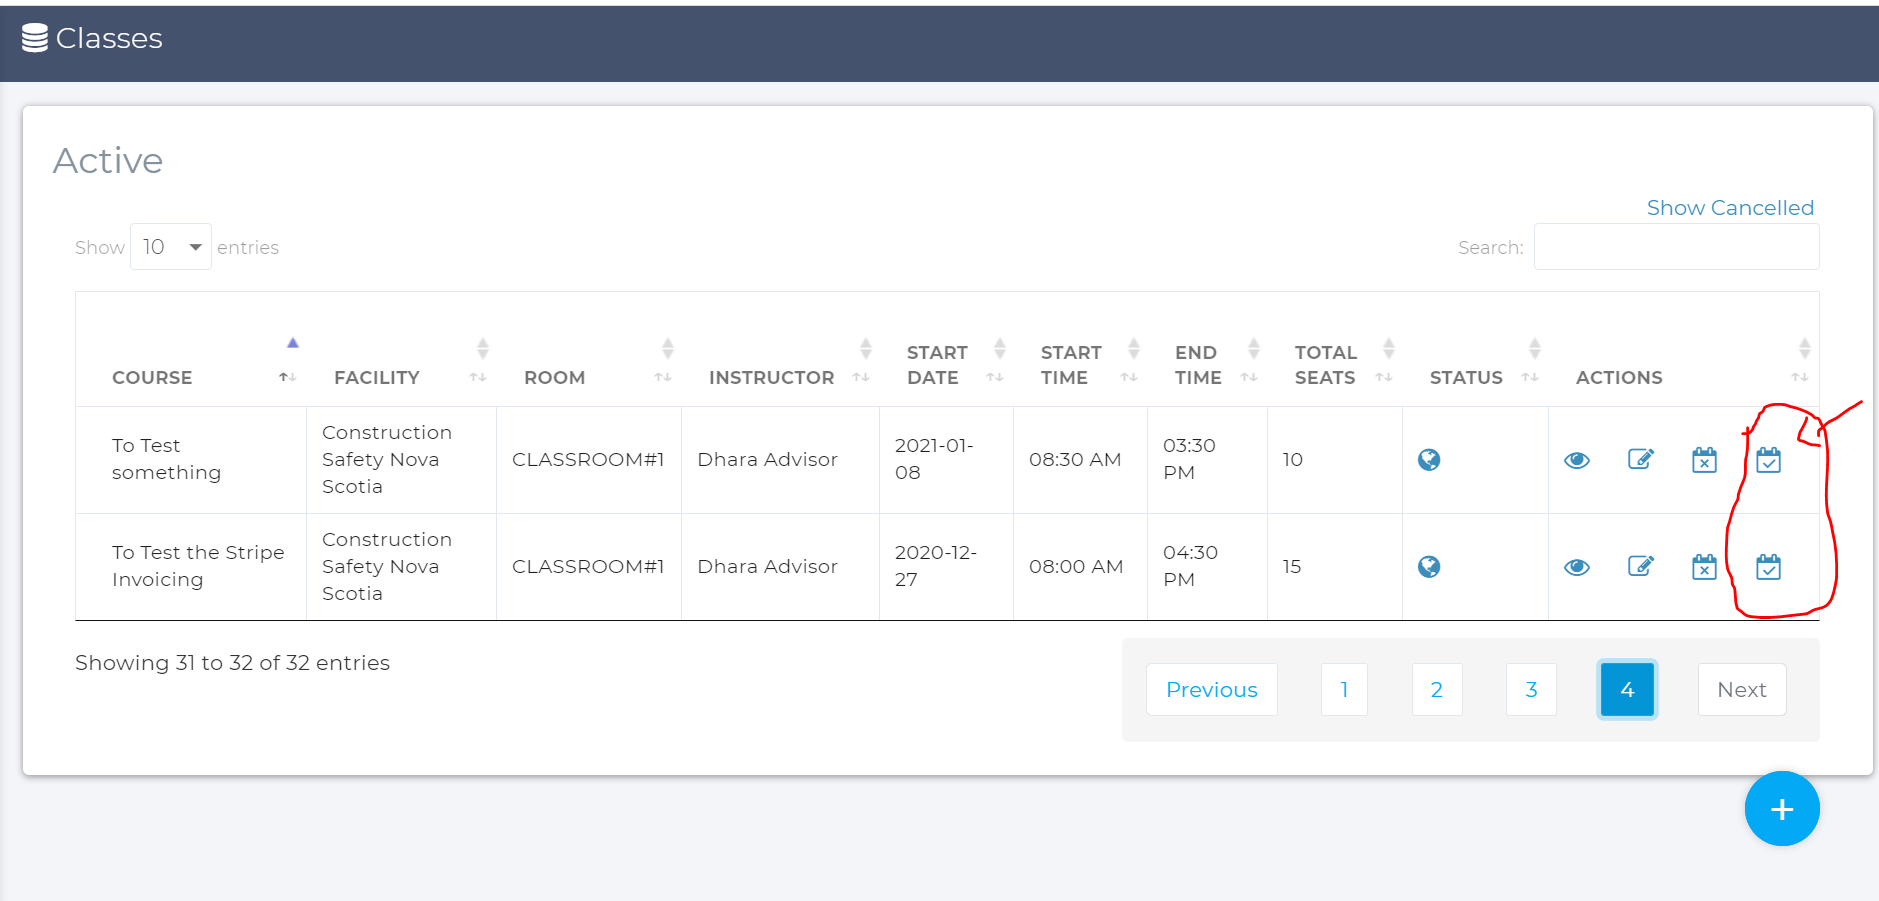 Classes
Active
Show Cancelled
Show 10 entries
Search:
COURSE FACILITY ROOM INSTRUCTOR START DATE START TIME END TIME TOTAL SEATS STATUS ACTIONS
To Test something Construction Safety Nova Scotia CLASSROOM#1 Dhara Advisor 2021-01-08 08:30 AM 03:30 PM 10
To Test the Stripe Invoicing Construction Safety Nova Scotia CLASSROOM#1 Dhara Advisor 2020-12-27 08:00 AM 04:30 PM 15
Showing 31 to 32 of 32 entries
Previous 1 2 3 4 Next
+